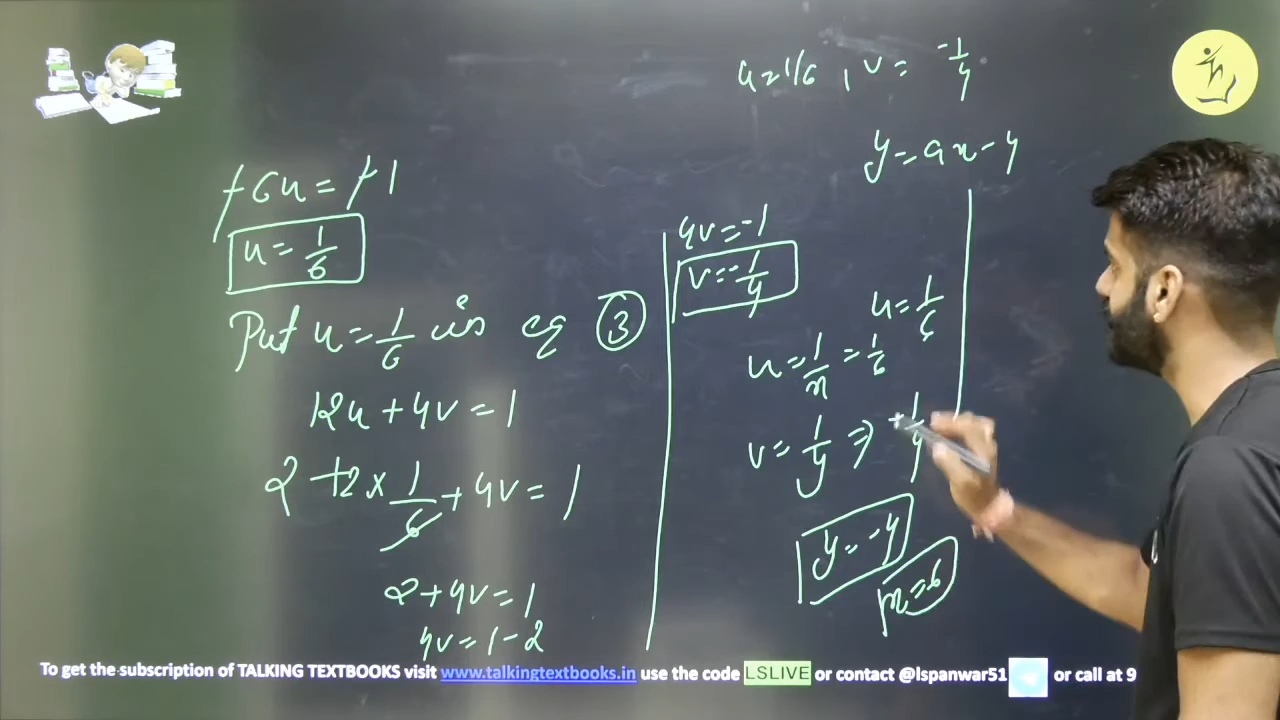 u=1/6, v= -1/4
y=ax-4
-6u=-1
u=1/6
Put u=1/6 in eq ③
12u+4v=1
2 12×1/6+4v=1
2+4v=1
4v=1-2
4v=-1
v=-1/4
u=1/6
u=1/x=1/6
v=1/y⇒
y=-4
x=6
To get the subscription of TALKING TEXTBOOKS visit www.talkingtextbooks.in use the code LSLIVE or contact @lspanwar51 or call at 9